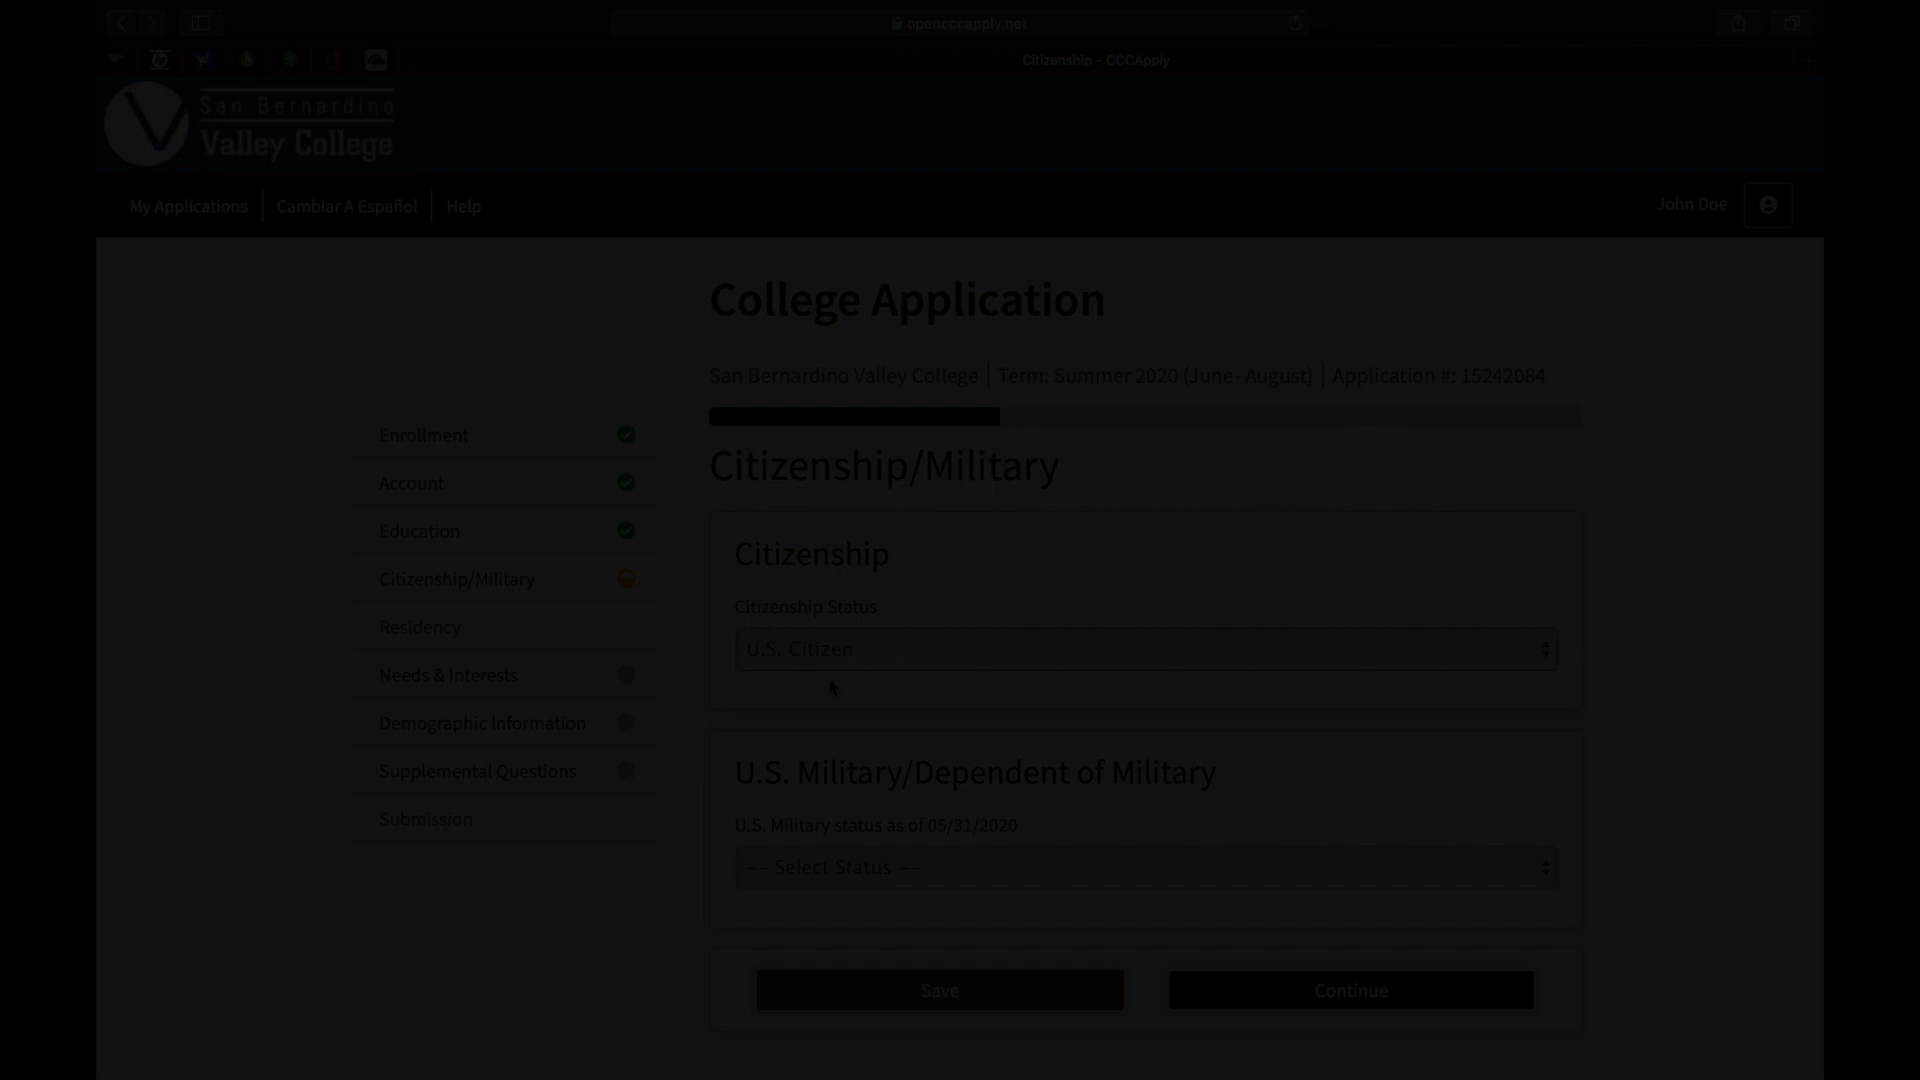 opencccapply.net
Citizenship - CCCApply
San Bernardino
Valley College
My Applications
Cambiar A Español
Help
John Doe
College Application
San Bernardino Valley College
Term: Summer 2020 (June- August)
Application #: 15242084
Enrollment
Account
Education
Citizenship/Military
Residency
Needs & Interests
Demographic Information
Supplemental Questions
Submission
Citizenship/Military
Citizenship
Citizenship Status
U.S. Citizen
U.S. Military/Dependent of Military
U.S. Military status as of 05/31/2020
-- Select Status --
Save
Continue